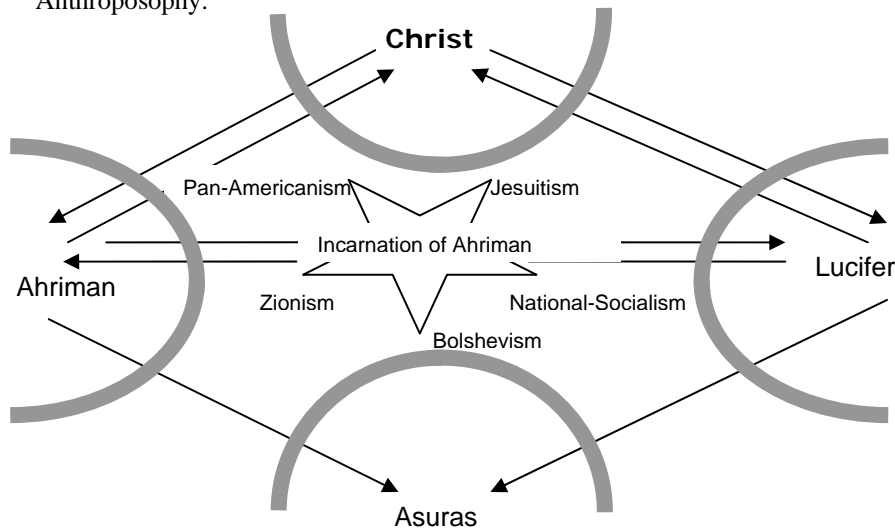 Anthroposophy.
Christ
Pan-Americanism
Jesuitism
Incarnation of Ahriman
Ahriman
Lucifer
Zionism
National-Socialism
Bolshevism
Asuras